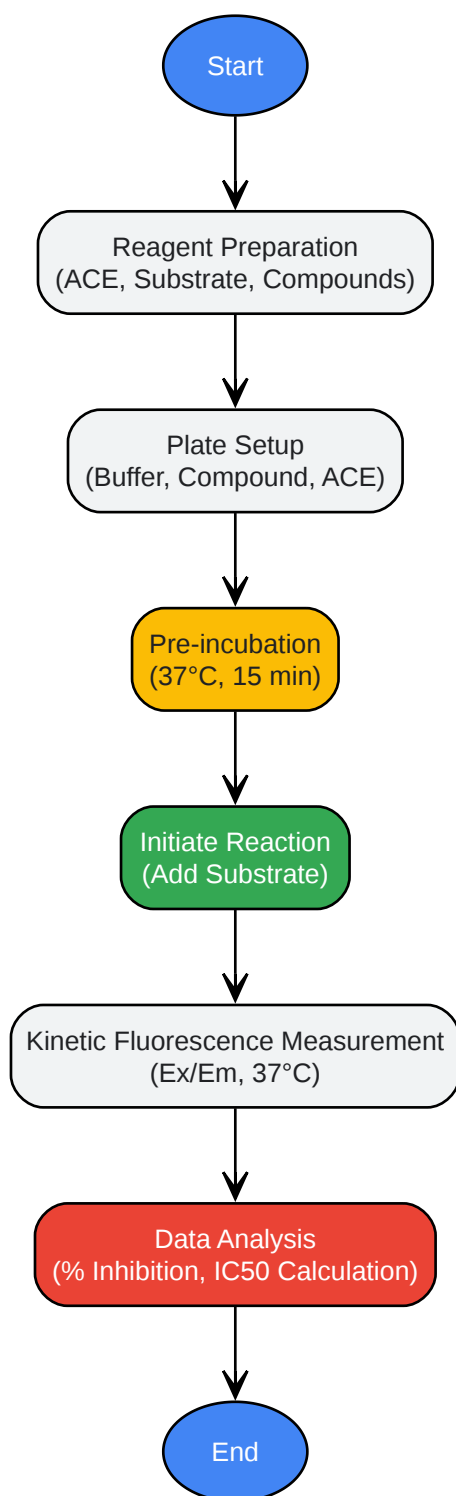 Start
Reagent Preparation
(ACE, Substrate, Compounds)
Plate Setup
(Buffer, Compound, ACE)
Pre-incubation
(37°C, 15 min)
Initiate Reaction
(Add Substrate)
Kinetic Fluorescence Measurement
(Ex/Em, 37°C)
Data Analysis
(% Inhibition, IC50 Calculation)
End